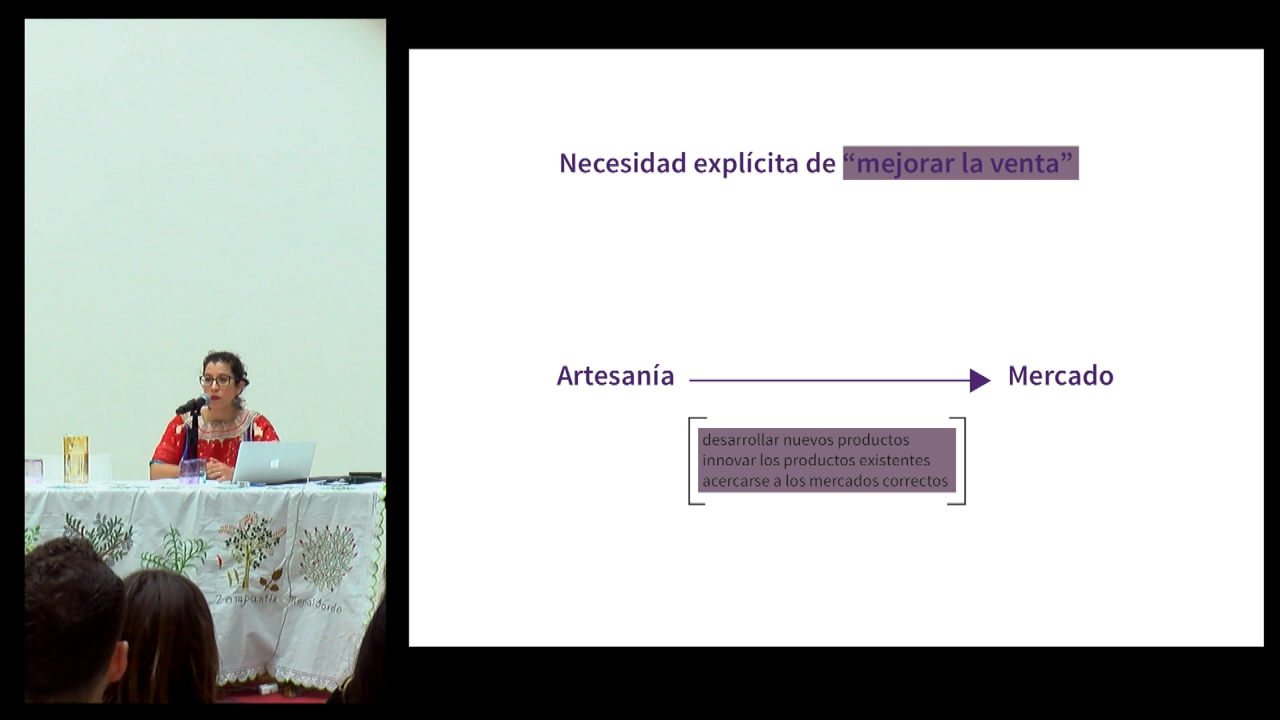 Necesidad explícita de “mejorar la venta”
Artesanía
Mercado
desarrollar nuevos productos
innovar los productos existentes
acercarse a los mercados correctos